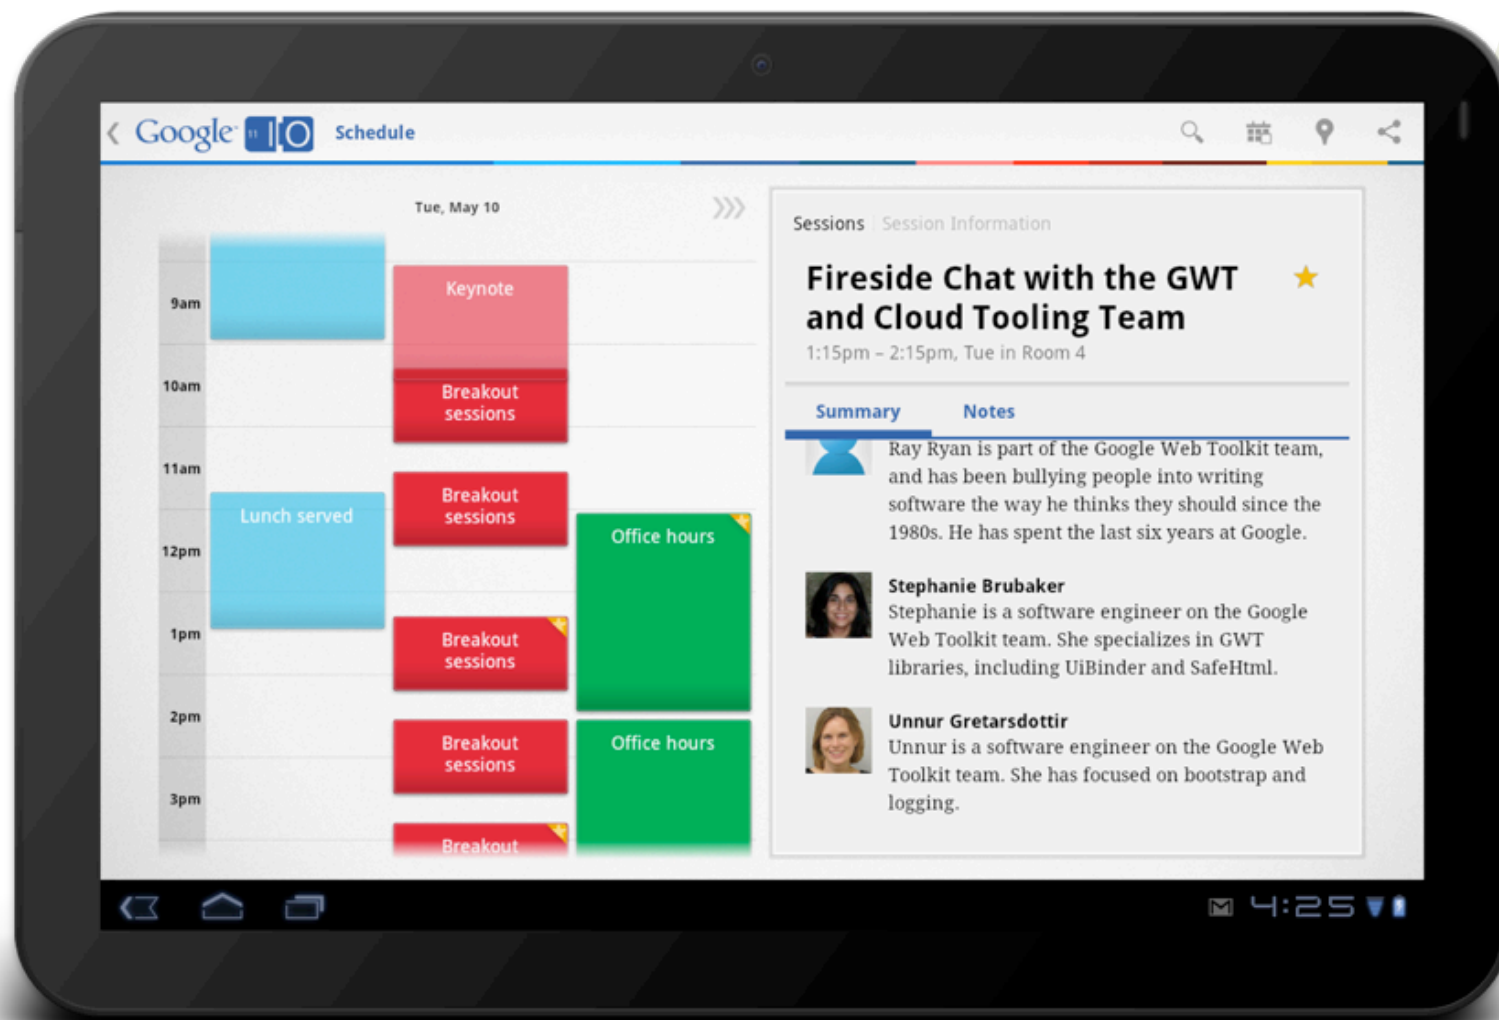 Google 11 I|O Schedule
Tue, May 10
9am
10am
11am
12pm
1pm
2pm
3pm
Keynote
Breakout
sessions
Lunch served
Breakout
sessions
Office hours
Breakout
sessions
Breakout
sessions
Office hours
Breakout
Sessions | Session Information
Fireside Chat with the GWT
and Cloud Tooling Team
1:15pm – 2:15pm, Tue in Room 4
Summary Notes
Ray Ryan is part of the Google Web Toolkit team,
and has been bullying people into writing
software the way he thinks they should since the
1980s. He has spent the last six years at Google.
Stephanie Brubaker
Stephanie is a software engineer on the Google
Web Toolkit team. She specializes in GWT
libraries, including UiBinder and SafeHtml.
Unnur Gretarsdottir
Unnur is a software engineer on the Google Web
Toolkit team. She has focused on bootstrap and
logging.
4:25